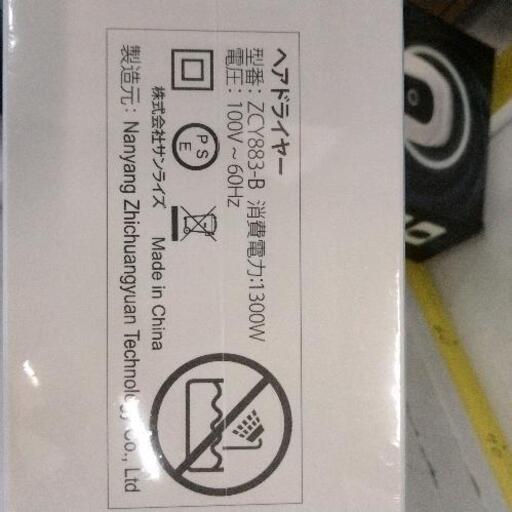 ヘアドライヤー
型番：ZCY883-B 消費電力:1300W
電圧：100V ~ 60Hz
PSE
株式会社サンライズ Made in China
製造元：Nanyang Zhichuangyuan Technology Co., Ltd